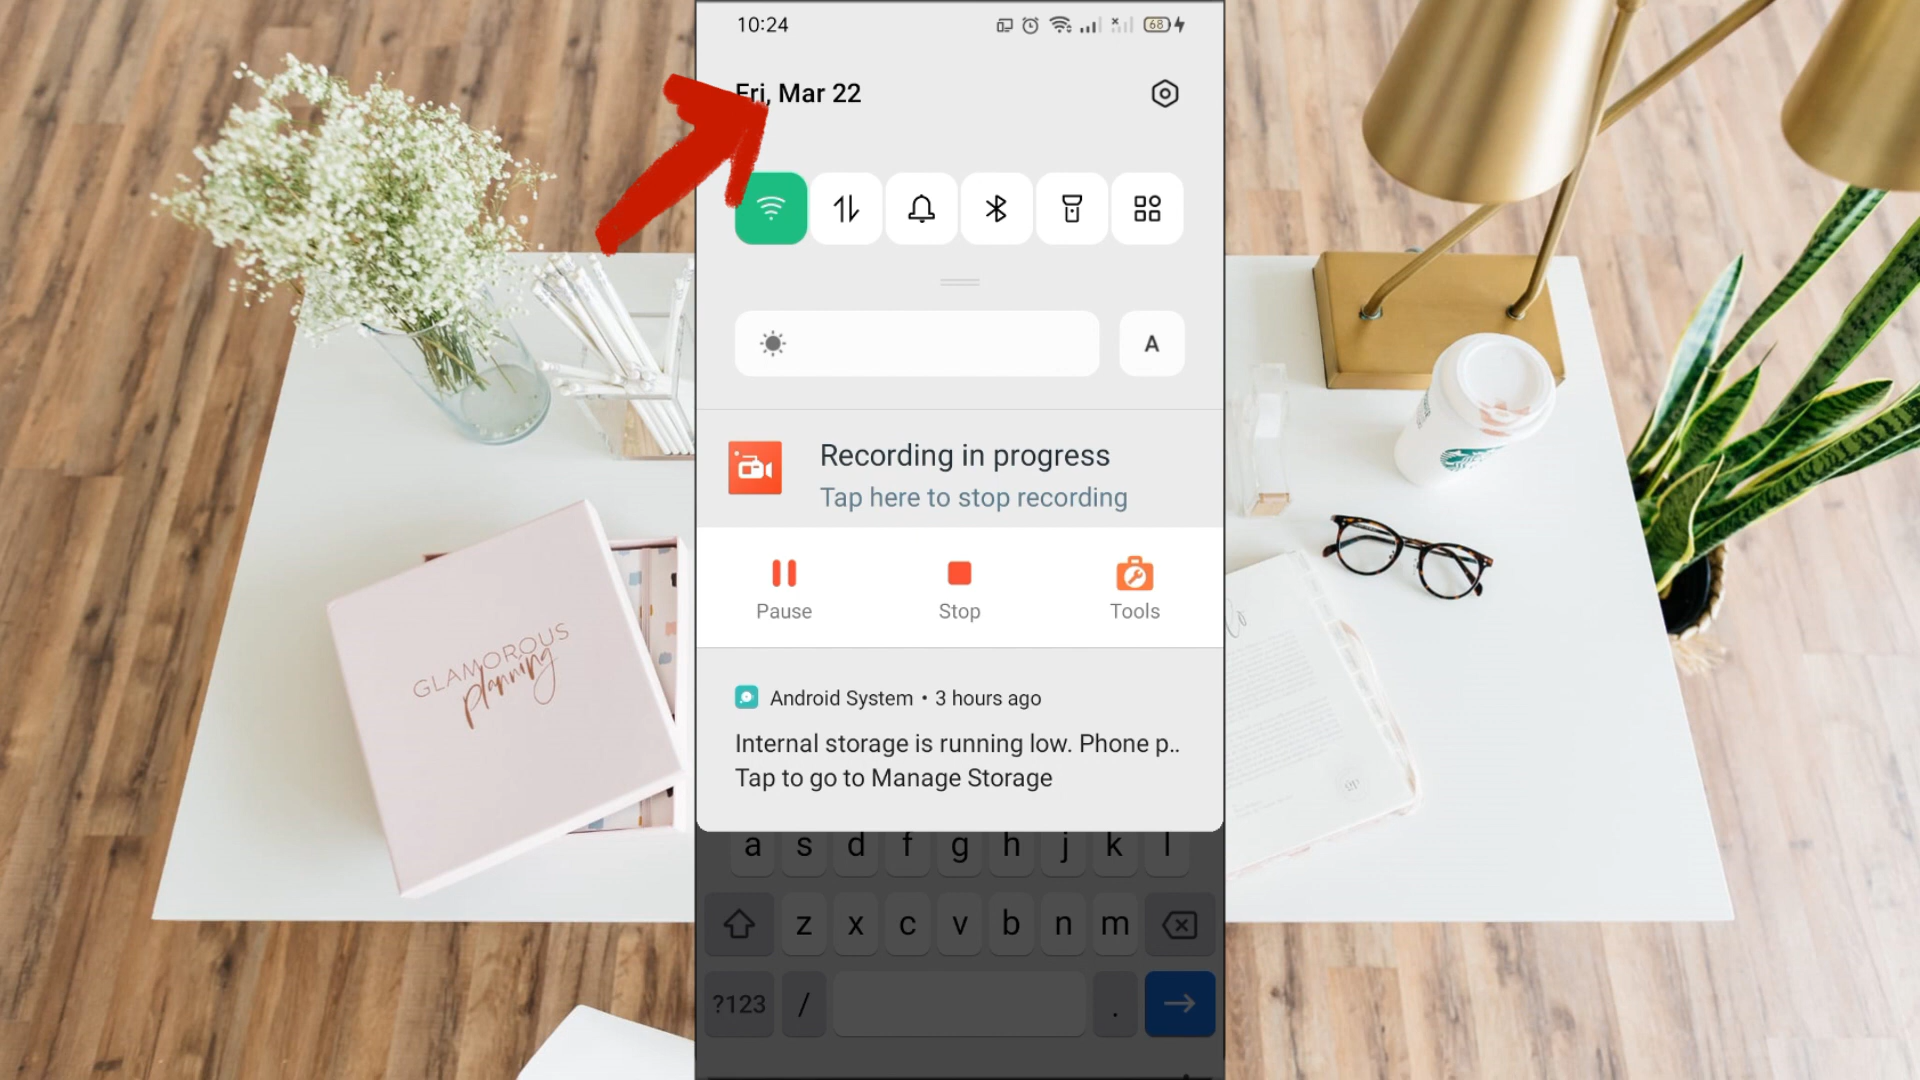 10:24
68
Fri, Mar 22
A
Recording in progress
Tap here to stop recording
Pause
Stop
Tools
Android System • 3 hours ago
Internal storage is running low. Phone p..
Tap to go to Manage Storage
a s d f g h j k l
z x c v b n m
?123 / .
GLAMOROUS
planning